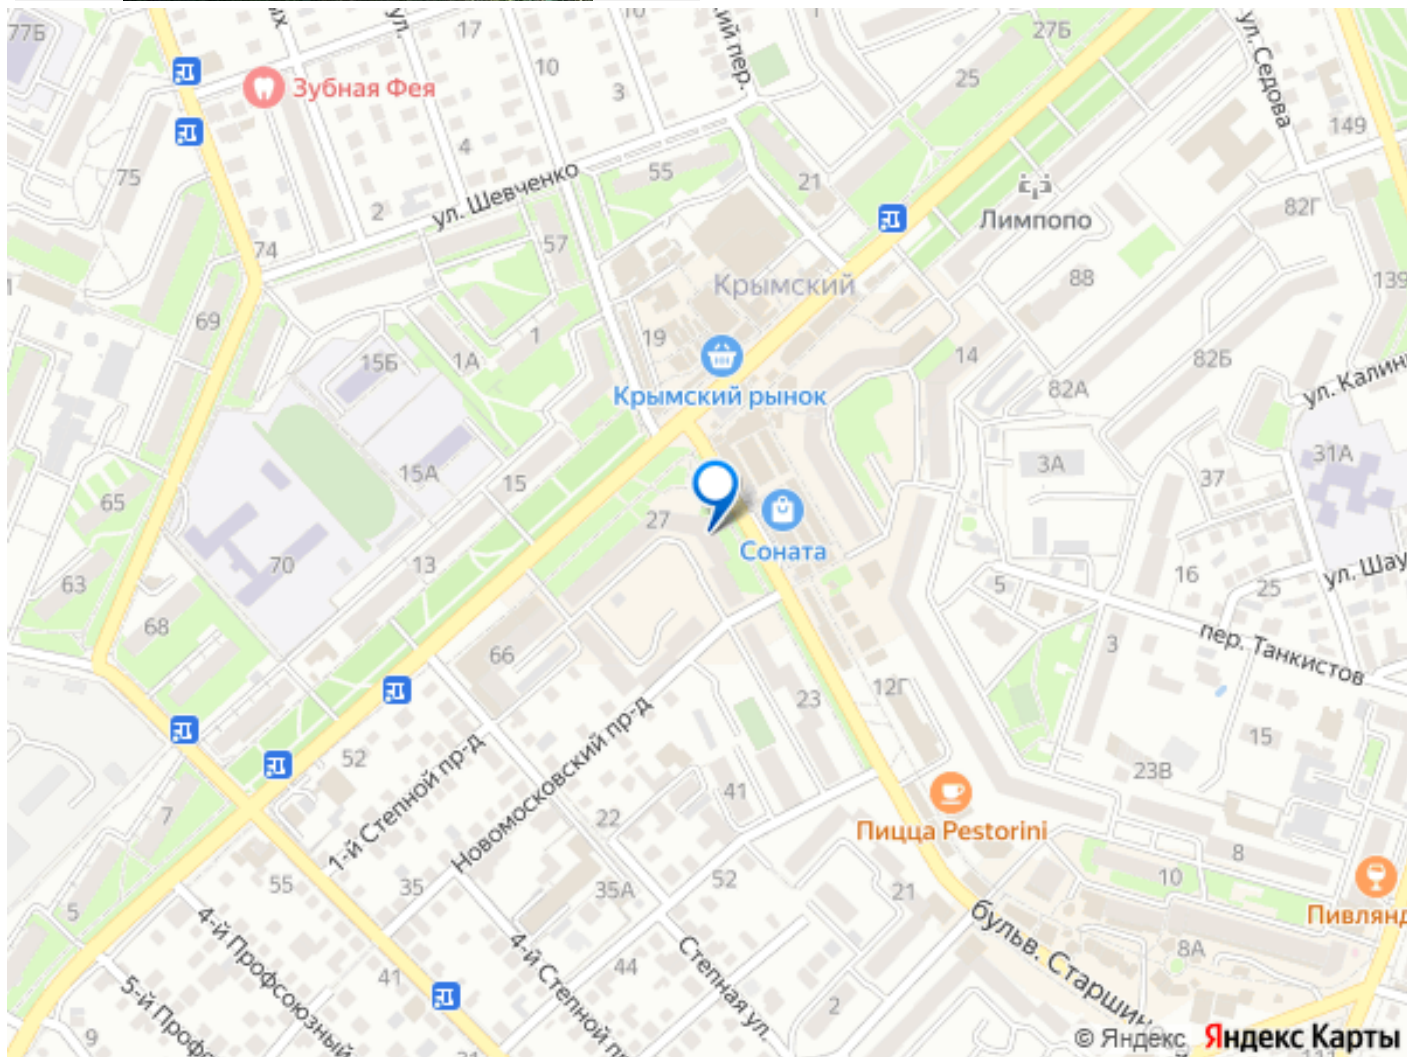 77Б
17
10
1
27Б
ул.
кий пер.
ул. Седова
Зубная Фея
10
3
25
149
75
4
ул. Шевченко
55
21
Лимпопо
82Г
2
74
57
Крымский
88
139
69
15Б
1А
1
19
14
82Б
82А
Крымский рынок
ул. Калин
65
15А
15
3А
37
31А
27
Соната
63
70
13
5
16
25
ул. Шау
68
66
3
пер. Танкистов
23
12Г
52
1-й Степной пр-д
Новомосковский пр-д
15
23В
7
22
41
Пицца Pestorini
8
55
35
35А
52
21
10
5
Пивлянд
4-й Профсоюзный
4-й Степной п
Степная ул.
бульв. Старшин
8А
41
44
2
5-й Профс
9
© Яндекс Яндекс Карты